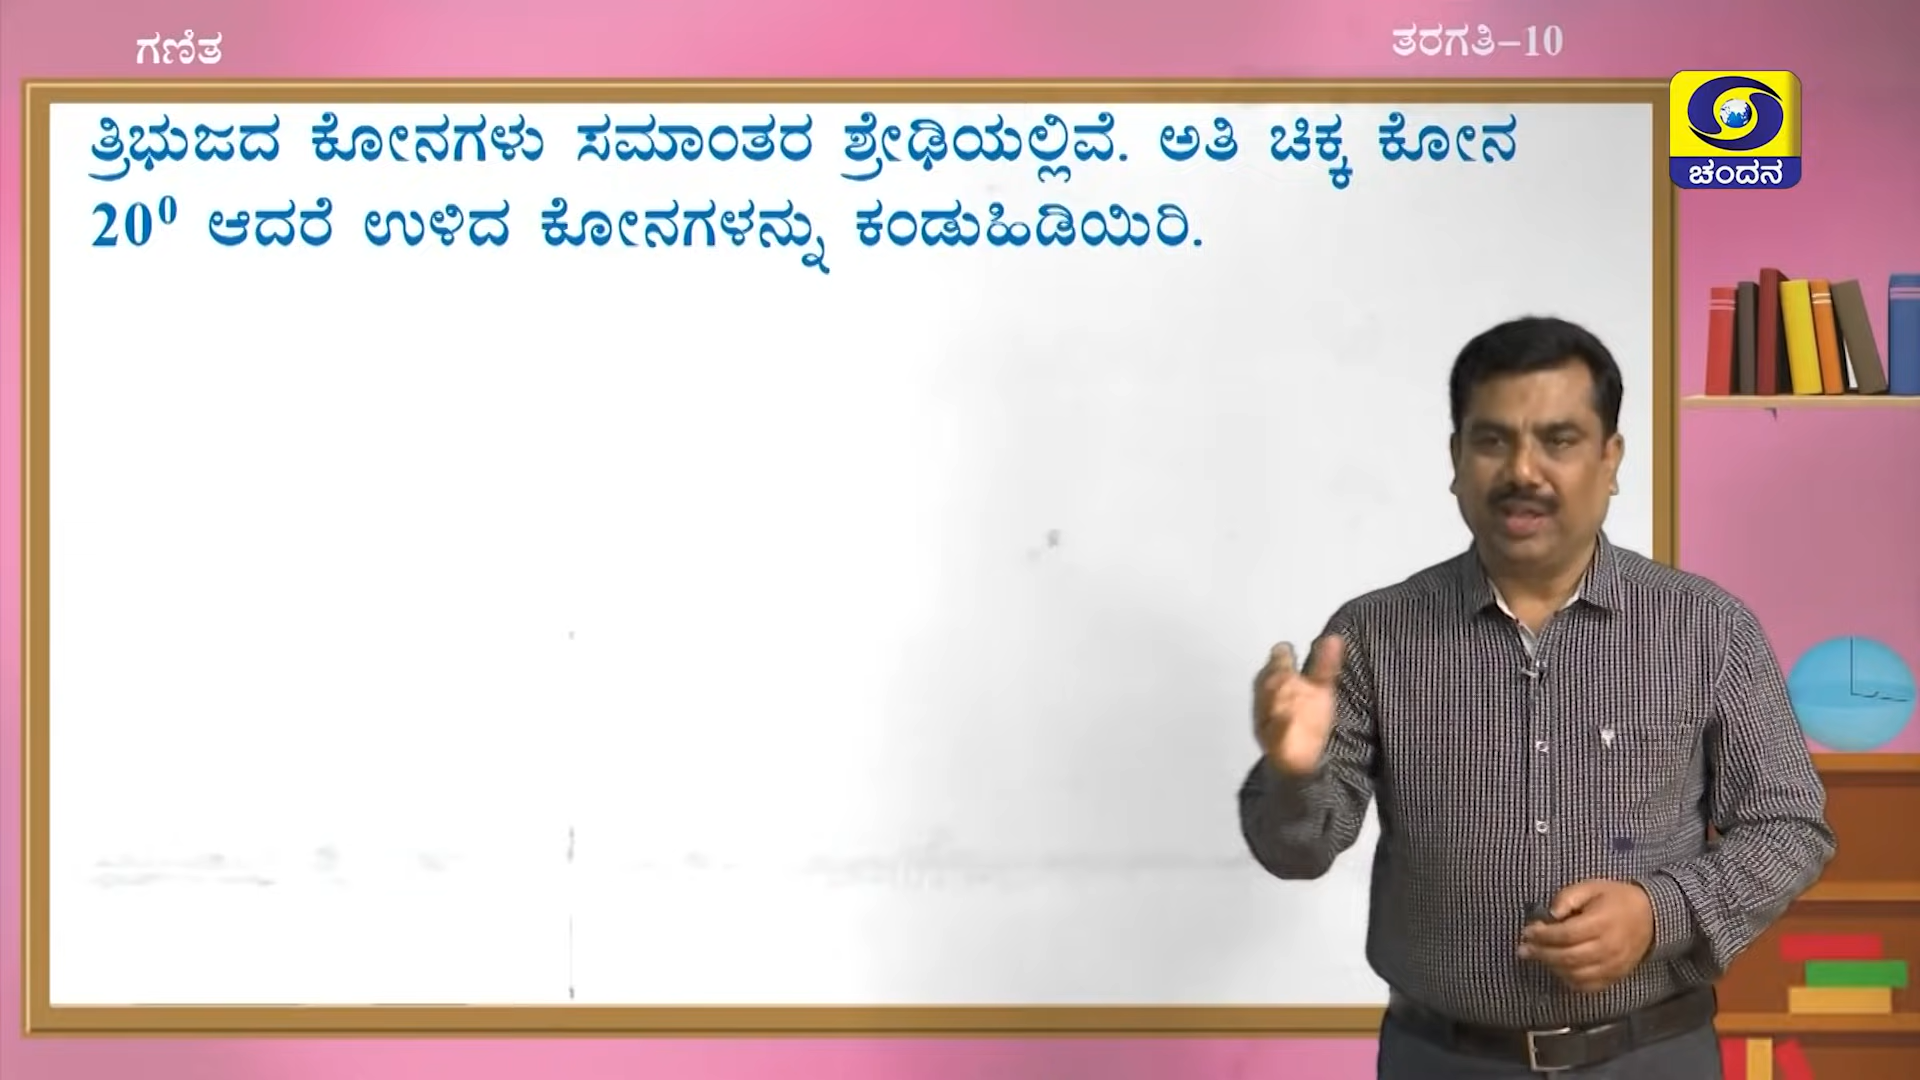 ಗಣಿತ
ತರಗತಿ–10
ತ್ರಿಭುಜದ ಕೋನಗಳು ಸಮಾಂತರ ಶ್ರೇಢಿಯಲ್ಲಿವೆ. ಅತಿ ಚಿಕ್ಕ ಕೋನ
20⁰ ಆದರೆ ಉಳಿದ ಕೋನಗಳನ್ನು ಕಂಡುಹಿಡಿಯಿರಿ.
ಚಂದನ